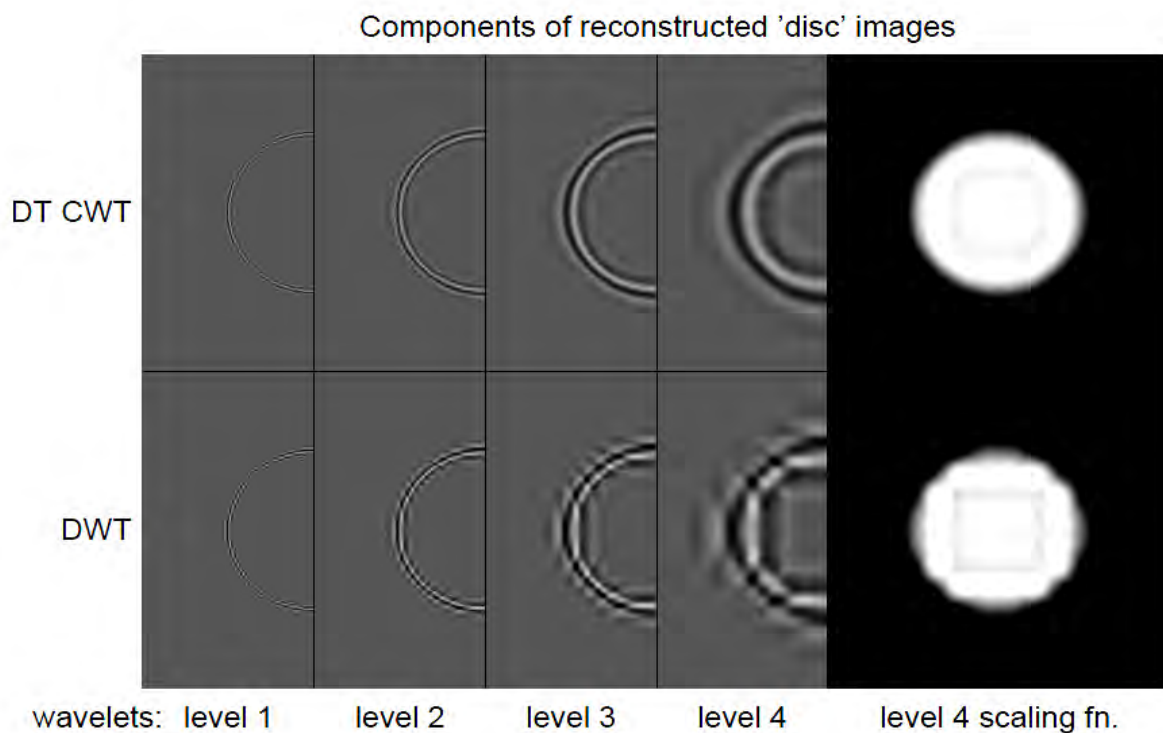 Components of reconstructed 'disc' images
DT CWT
DWT
wavelets: level 1 level 2 level 3 level 4 level 4 scaling fn.